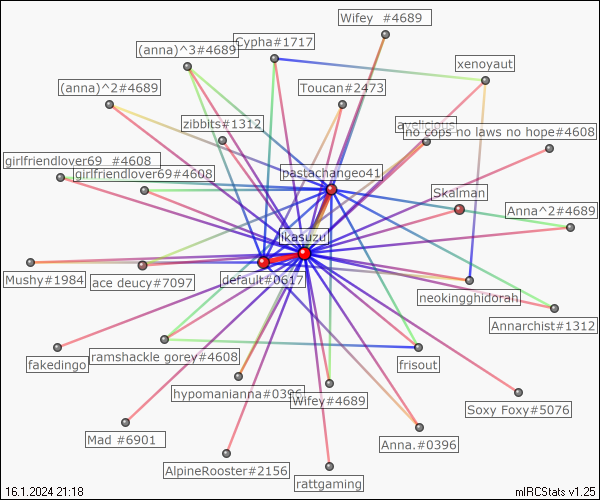 Wifey  #4689
(anna)^3#4689
Cypha#1717
xenoyaut
(anna)^2#4689
Toucan#2473
zibbits#1312
avelicious
no cops no laws no hope#4608
girlfriendlover69  #4608
girlfriendlover69#4608
pastachangeo41
Skalman
Anna^2#4689
ikasuzu
Mushy#1984
ace deucy#7097
default#0617
neokingghidorah
Annarchist#1312
fakedingo
ramshackle gorey#4608
frisout
hypomanianna#0396
Wifey#4689
Soxy Foxy#5076
Mad #6901
Anna.#0396
AlpineRooster#2156
rattgaming
16.1.2024 21:18
mIRCStats v1.25